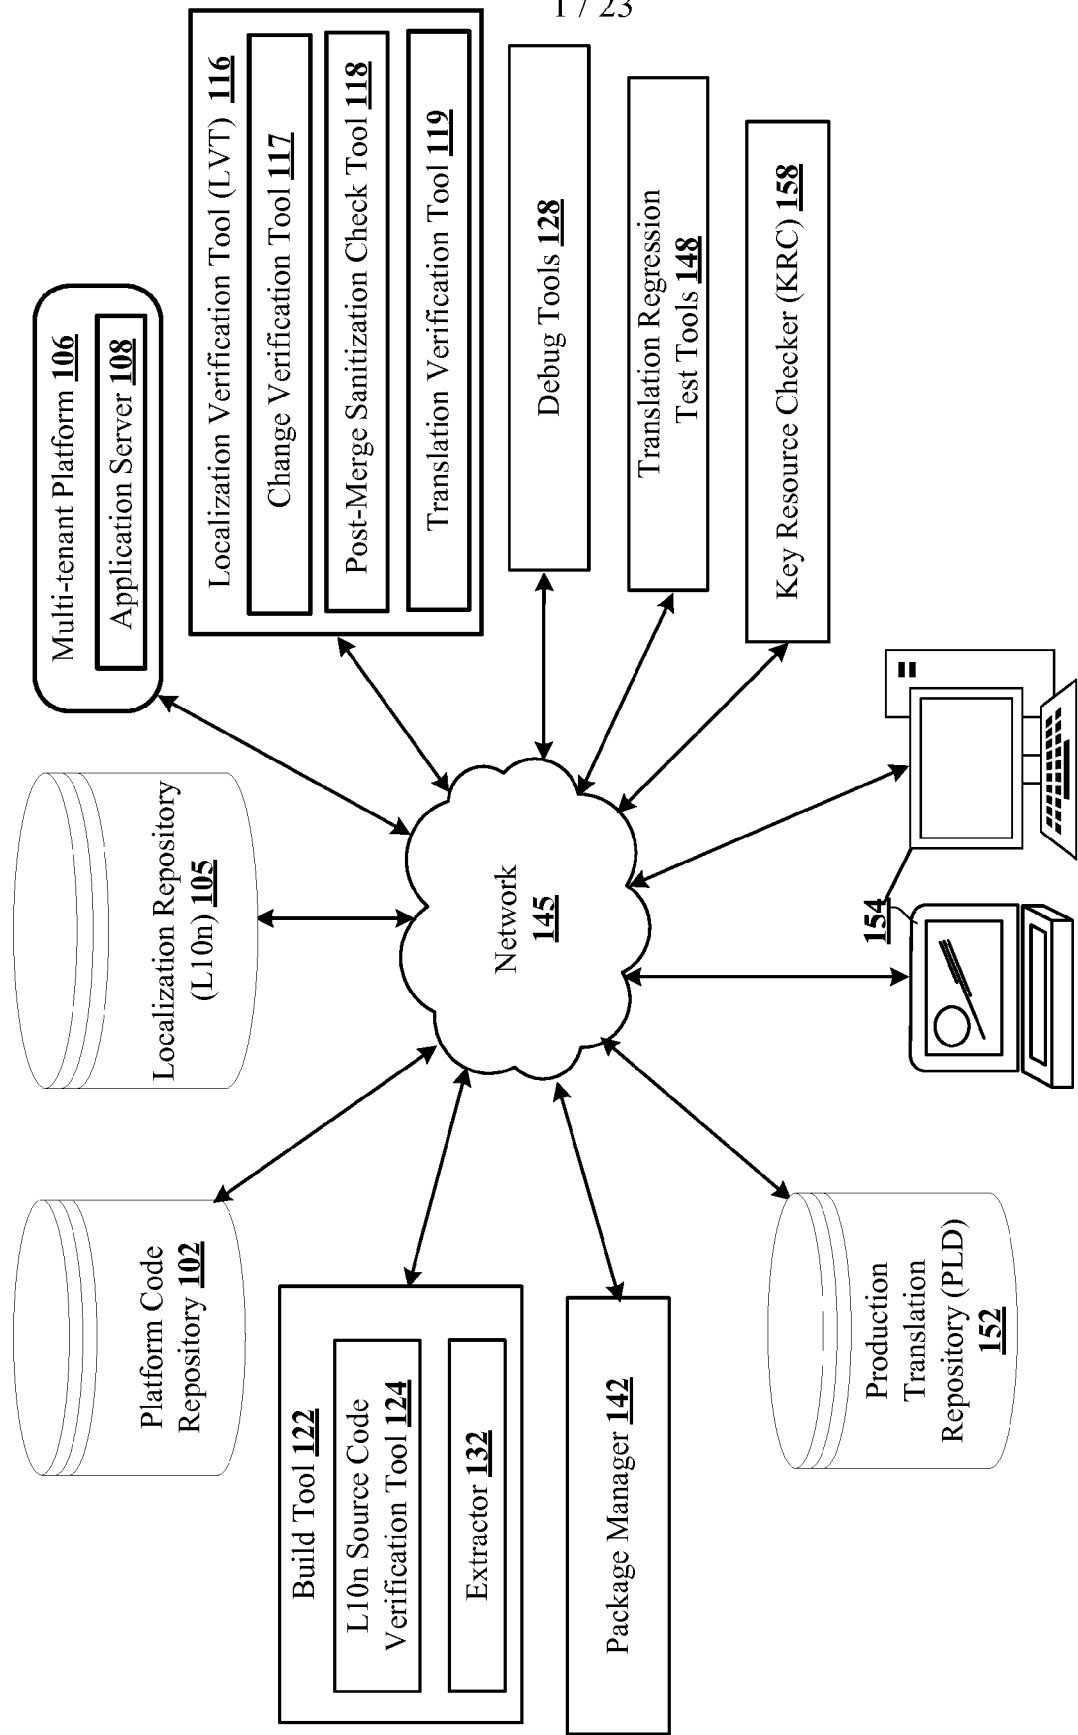 1 / 23
Platform Code
Repository 102
Localization Repository
(L10n) 105
Multi-tenant Platform 106
Application Server 108
Build Tool 122
L10n Source Code
Verification Tool 124
Extractor 132
Localization Verification Tool (LVT) 116
Change Verification Tool 117
Post-Merge Sanitization Check Tool 118
Translation Verification Tool 119
Network
145
Package Manager 142
Debug Tools 128
Translation Regression
Test Tools 148
Key Resource Checker (KRC) 158
Production
Translation
Repository (PLD)
152
154